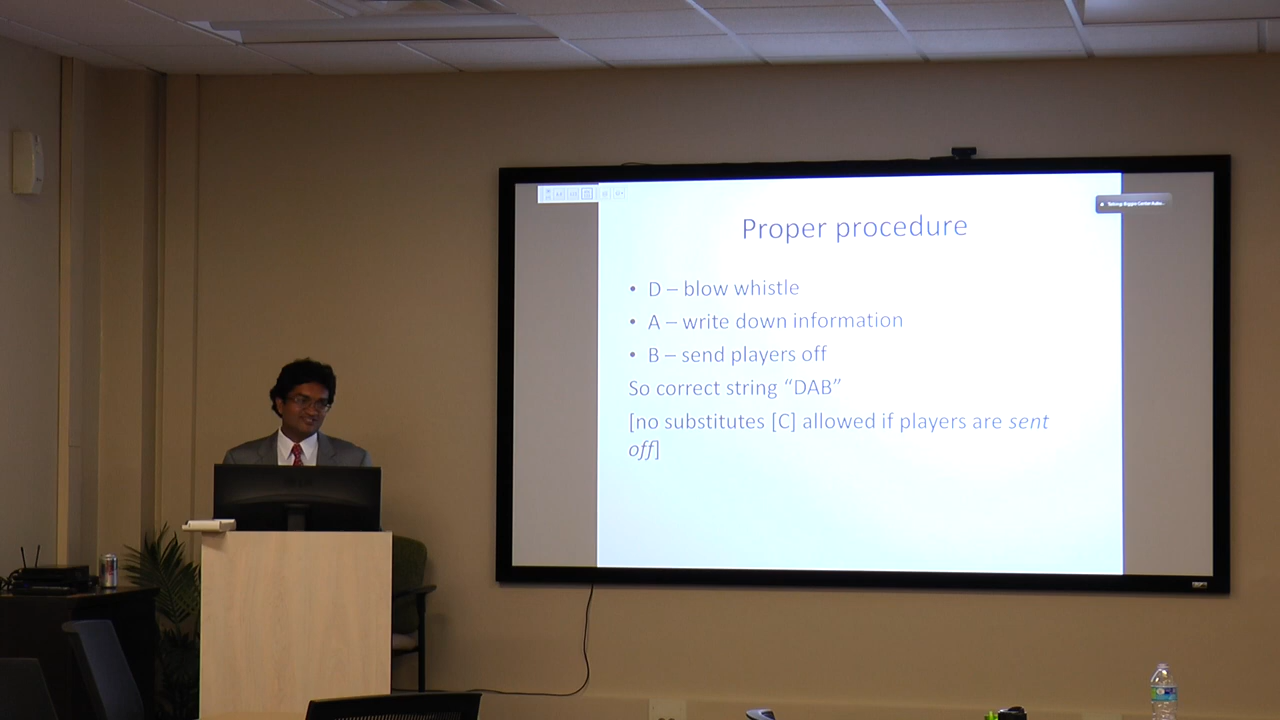 Proper procedure
• D – blow whistle
• A – write down information
• B – send players off
So correct string “DAB”
[no substitutes [C] allowed if players are sent
off]